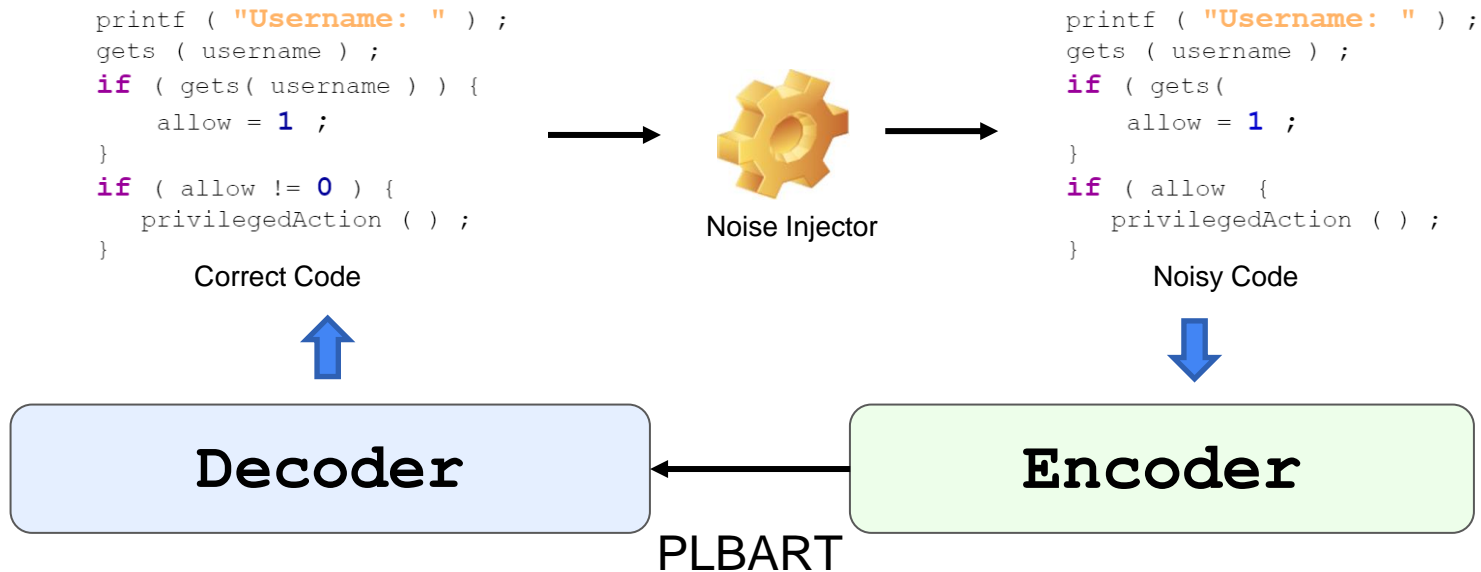 printf ( "Username: " ) ;
gets ( username ) ;
if ( gets( username ) ) {
allow = 1 ;
}
if ( allow != 0 ) {
privilegedAction ( ) ;
}
Correct Code
Noise Injector
printf ( "Username: " ) ;
gets ( username ) ;
if ( gets(
allow = 1 ;
}
if ( allow {
privilegedAction ( ) ;
}
Noisy Code
Decoder
Encoder
PLBART